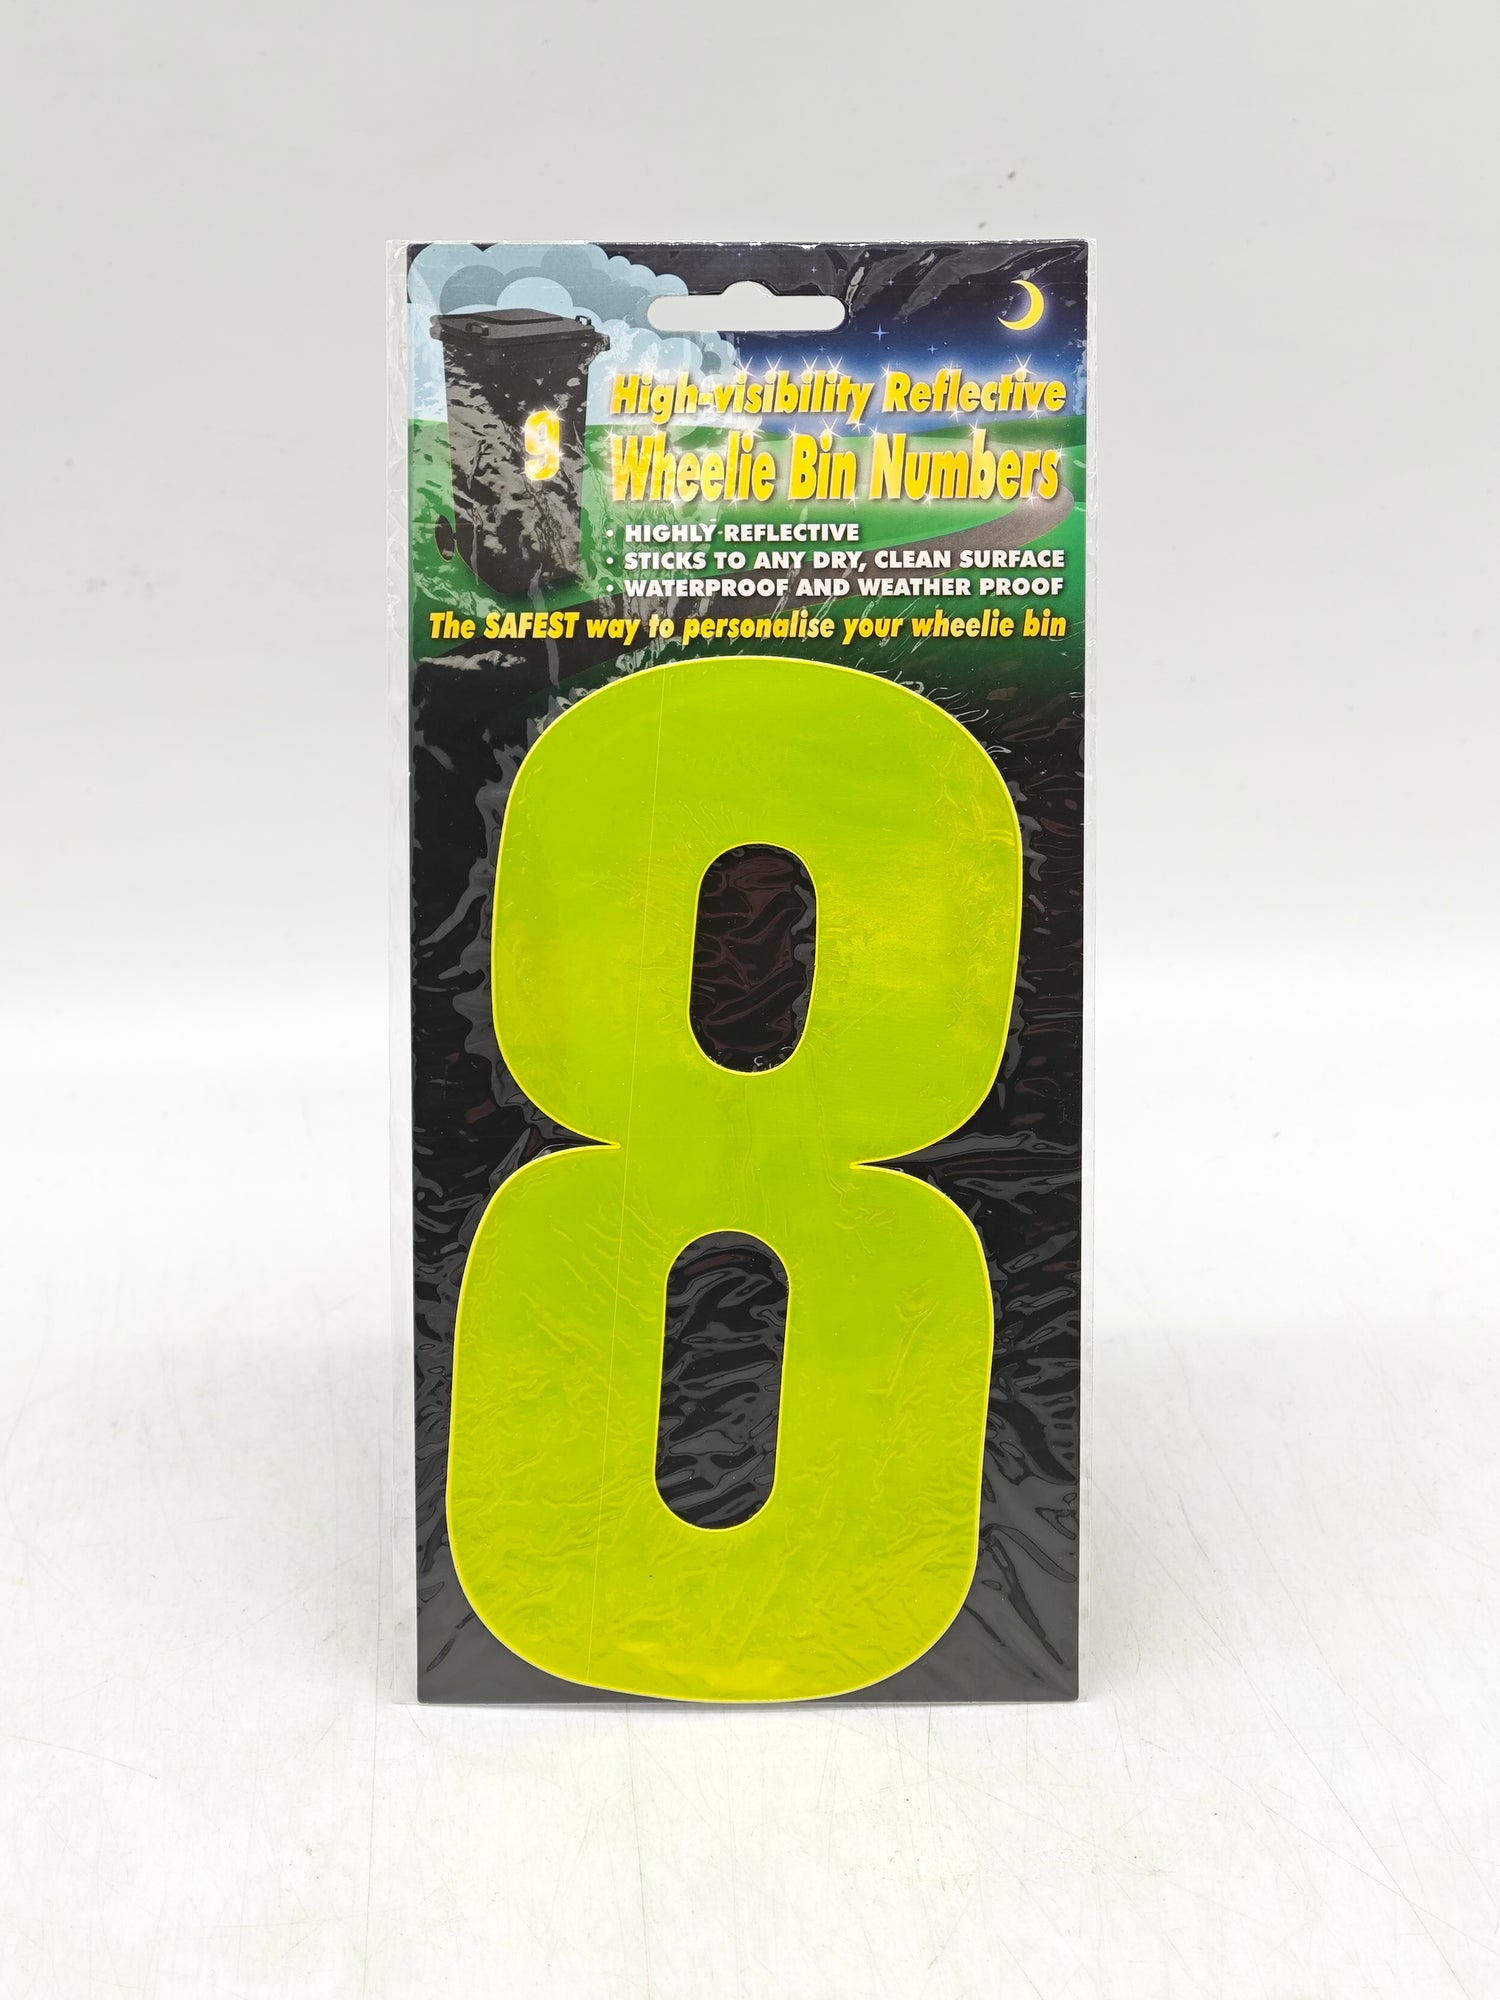 9
High-visibility Reflective
Wheelie Bin Numbers
• HIGHLY REFLECTIVE
• STICKS TO ANY DRY, CLEAN SURFACE
• WATERPROOF AND WEATHER PROOF
The SAFEST way to personalise your wheelie bin
8